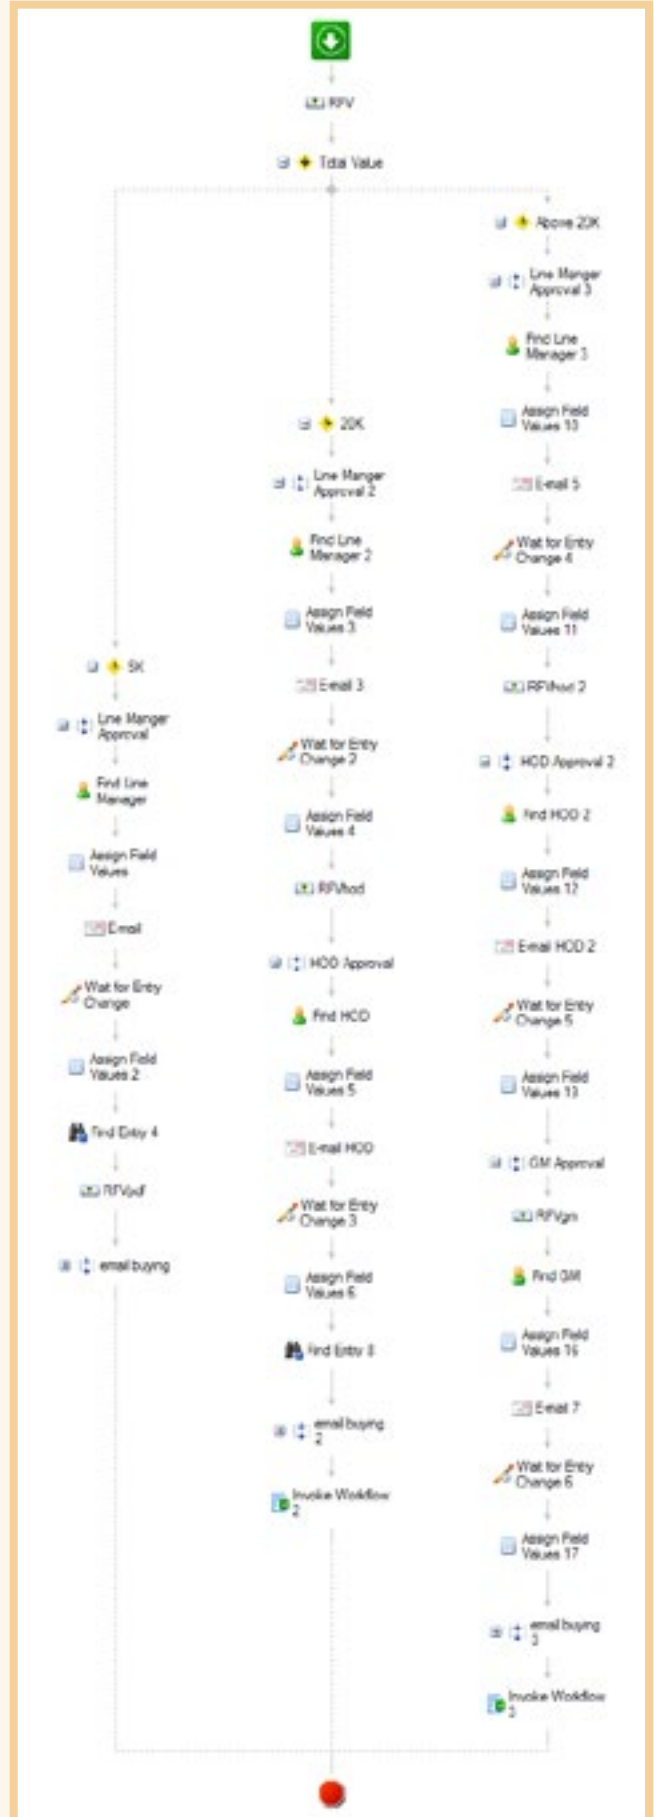 RFV
Total Value
5K
Line Manger
Approval
Find Line
Manager
Assign Field
Values
E-mail
Wait for Entry
Change
Assign Field
Values 2
Find Entry 4
RFVpdf
email buying
20K
Line Manger
Approval 2
Find Line
Manager 2
Assign Field
Values 3
E-mail 3
Wait for Entry
Change 2
Assign Field
Values 4
RFVhod
HOD Approval
Find HOD
Assign Field
Values 5
E-mail HOD
Wait for Entry
Change 3
Assign Field
Values 6
Find Entry
email buying
2
Invoke Workflow
2
Above 20K
Line Manger
Approval 3
Find Line
Manager 3
Assign Field
Values 10
E-mail 5
Wait for Entry
Change 4
Assign Field
Values 11
RFVhod 2
HOD Approval 2
Find HOD 2
Assign Field
Values 12
E-mail HOD 2
Wait for Entry
Change 5
Assign Field
Values 13
GM Approval
RFVgm
Find GM
Assign Field
Values 16
E-mail 7
Wait for Entry
Change 6
Assign Field
Values 17
email buying
3
Invoke Workflow
3